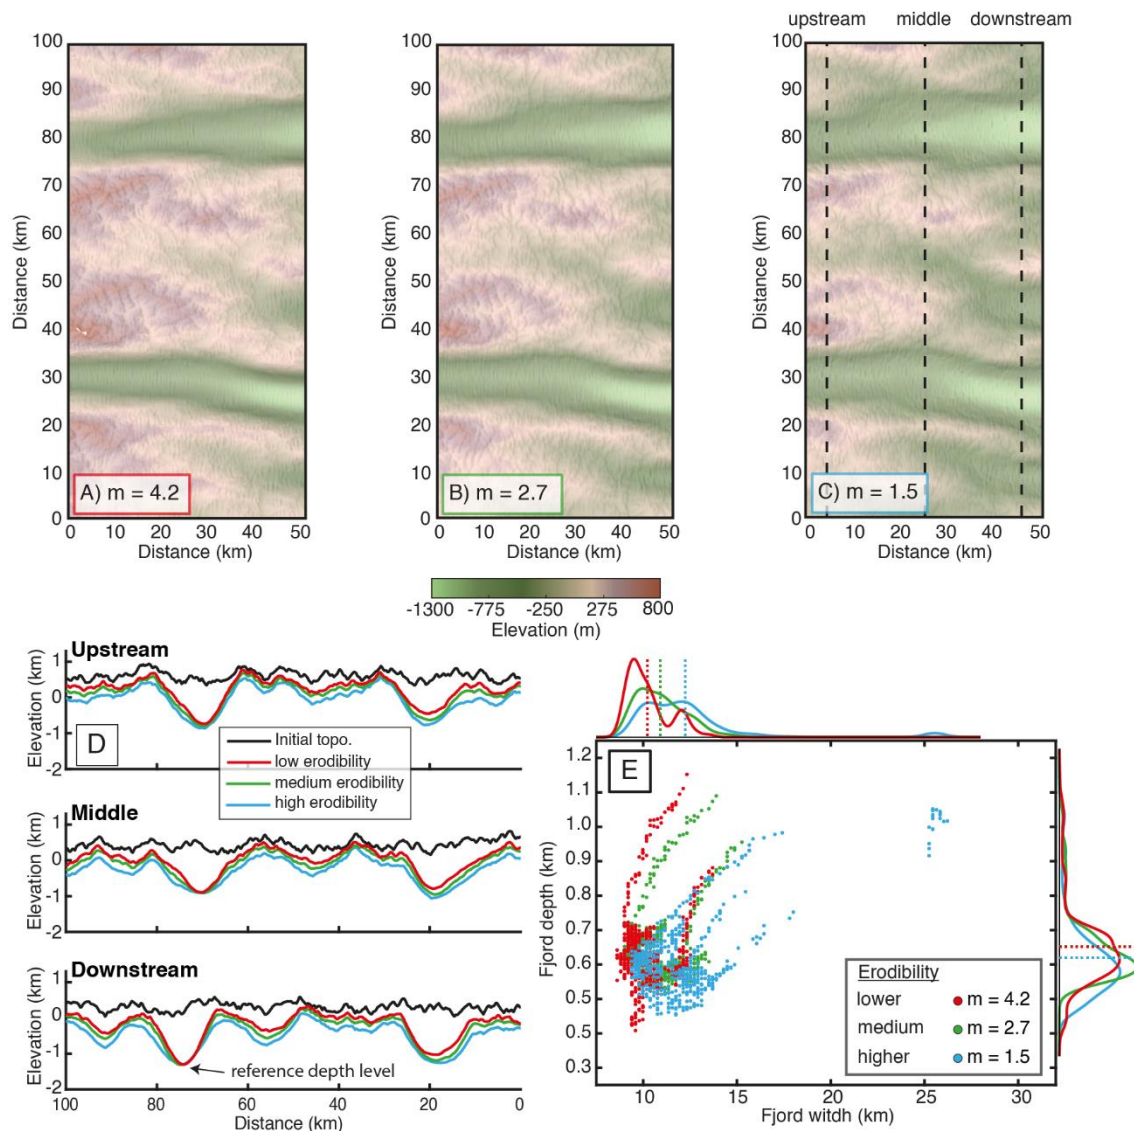 upstream middle downstream
100
90
80
70
60
50
40
30
20
10
0
Distance (km)
A) m = 4.2
0 10 20 30 40 50
Distance (km)
100
90
80
70
60
50
40
30
20
10
0
Distance (km)
B) m = 2.7
0 10 20 30 40 50
Distance (km)
100
90
80
70
60
50
40
30
20
10
0
Distance (km)
C) m = 1.5
0 10 20 30 40 50
Distance (km)
-1300 -775 -250 275 800
Elevation (m)
Upstream
1
0
-1
-2
Elevation (km)
D
Initial topo.
low erodibility
medium erodibility
high erodibility
Middle
1
0
-1
-2
Elevation (km)
Downstream
1
0
-1
-2
Elevation (km)
reference depth level
100 80 60 40 20 0
Distance (km)
E
1.2
1.1
1.0
0.9
0.8
0.7
0.6
0.5
0.5
0.3
Fjord depth (km)
Erodibility
lower m = 4.2
medium m = 2.7
higher m = 1.5
10 15 20 25 30
Fjord witdh (km)